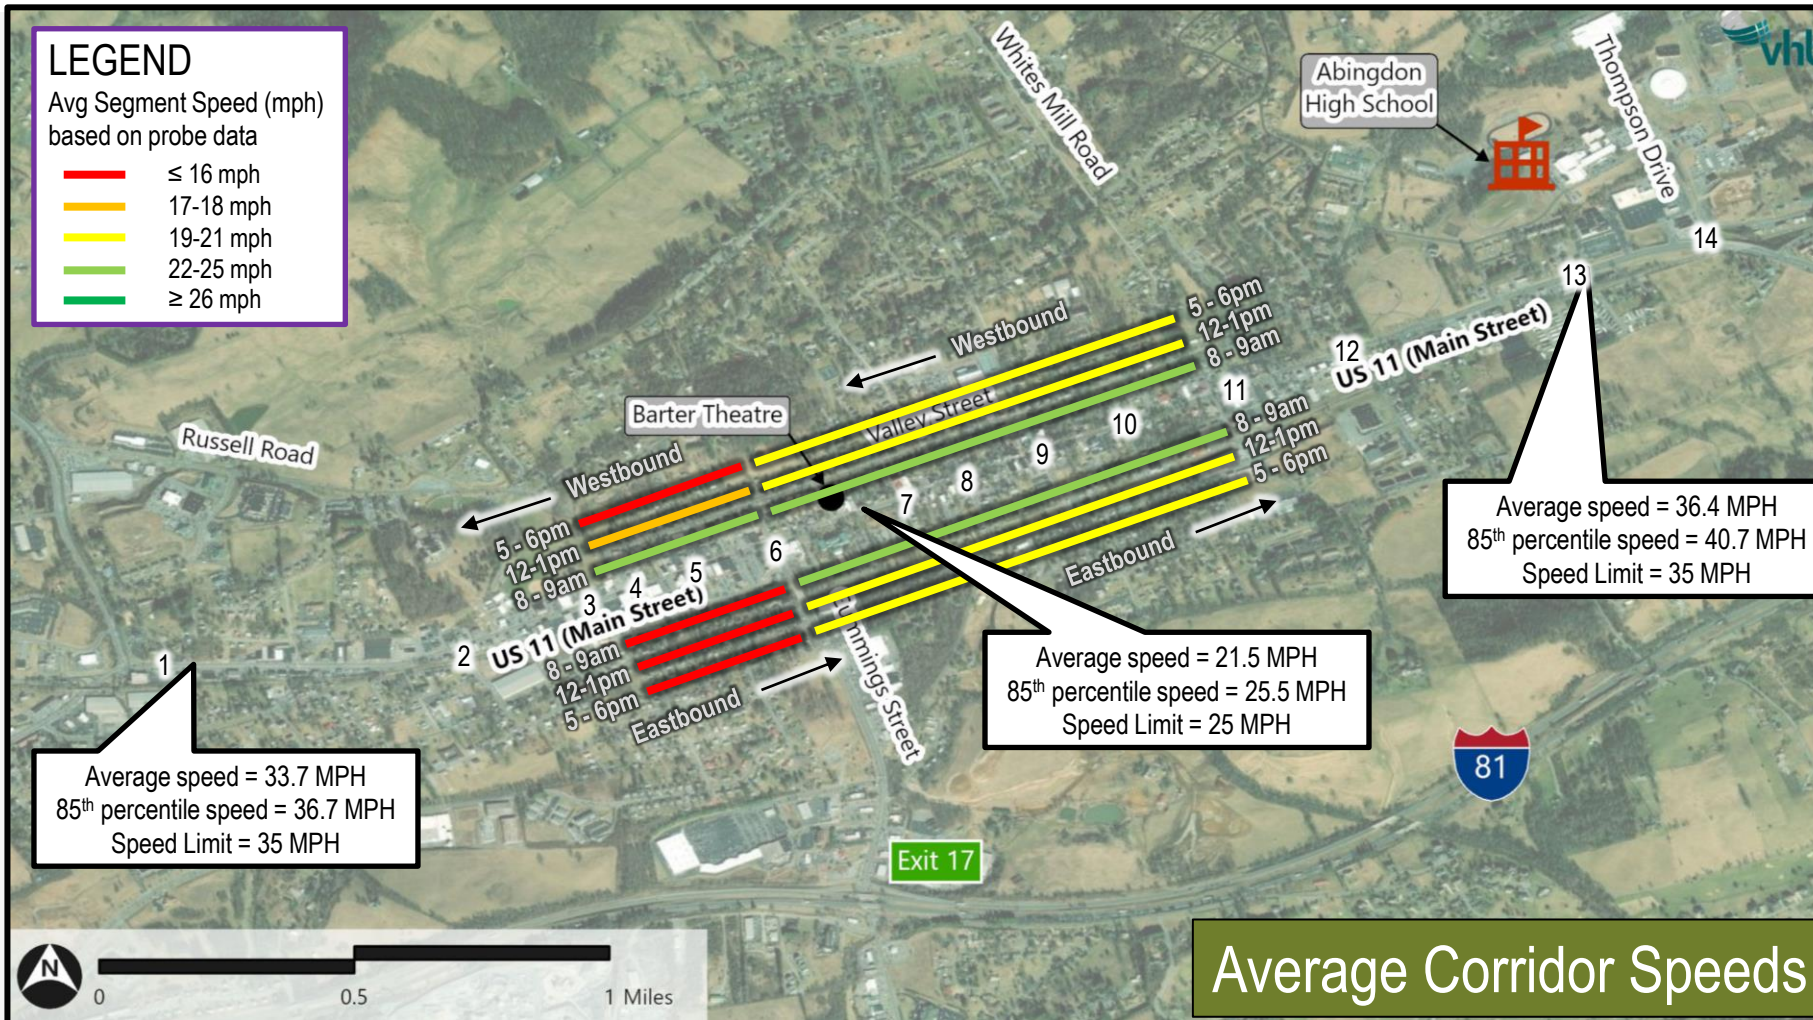 LEGEND
Avg Segment Speed (mph)
based on probe data
≤ 16 mph
17-18 mph
19-21 mph
22-25 mph
≥ 26 mph
Whites Mill Road
Abingdon
High School
Thompson Drive
14
13
12
US 11 (Main Street)
Westbound
5 - 6pm
12-1pm
8 - 9am
Valley Street
11
10
9
8
7
Barter Theatre
Russell Road
Westbound
5 - 6pm
12-1pm
8 - 9am
8 - 9am
12-1pm
5 - 6pm
Eastbound
6
5
4
3
2
1
US 11 (Main Street)
8 - 9am
12-1pm
5 - 6pm
Eastbound
Cummings Street
Average speed = 36.4 MPH
85th percentile speed = 40.7 MPH
Speed Limit = 35 MPH
Average speed = 21.5 MPH
85th percentile speed = 25.5 MPH
Speed Limit = 25 MPH
Average speed = 33.7 MPH
85th percentile speed = 36.7 MPH
Speed Limit = 35 MPH
81
Exit 17
N
0
0.5
1 Miles
Average Corridor Speeds